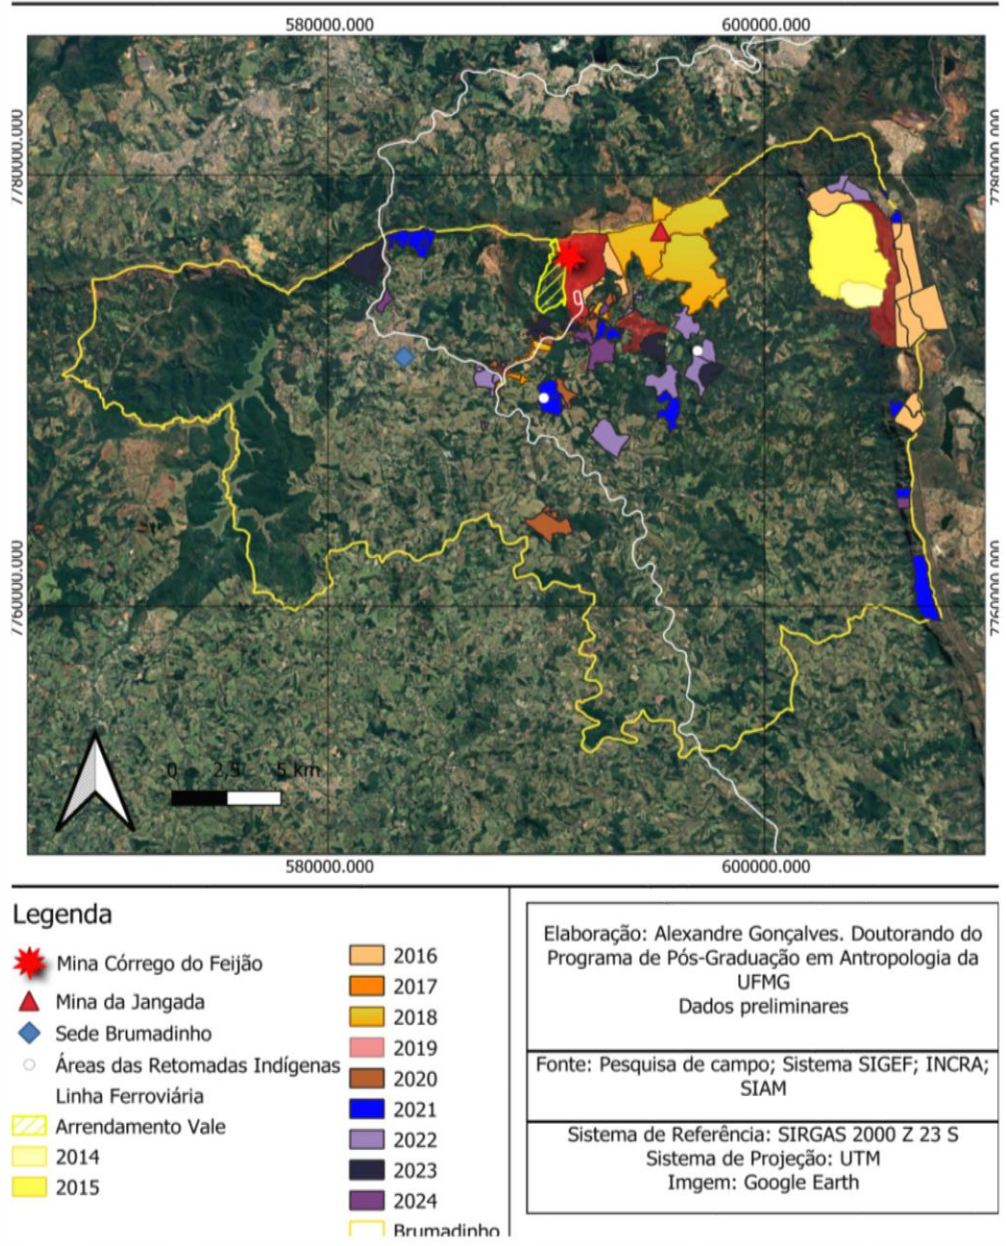 580000.000
600000.000
7780000.000
7780000.000
7760000.000
7760000.000
0 2,5 5 km
580000.000
600000.000
Legenda
Mina Córrego do Feijão
Mina da Jangada
Sede Brumadinho
Áreas das Retomadas Indígenas
Linha Ferroviária
Arrendamento Vale
2014
2015
2016
2017
2018
2019
2020
2021
2022
2023
2024
Brumadinho
Elaboração: Alexandre Gonçalves. Doutorando do
Programa de Pós-Graduação em Antropologia da
UFMG
Dados preliminares
Fonte: Pesquisa de campo; Sistema SIGEF; INCRA;
SIAM
Sistema de Referência: SIRGAS 2000 Z 23 S
Sistema de Projeção: UTM
Imgem: Google Earth